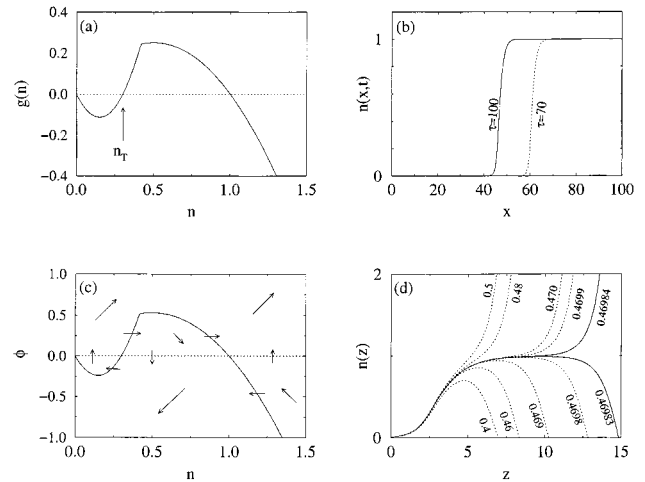 (a)
0.4
0.2
0.0
−0.2
−0.4
g(n)
n_T
0.0
0.5
1.0
1.5
n
(b)
1
0
n(x,t)
τ=100
τ=70
0
20
40
60
80
100
x
(c)
1.0
0.5
0.0
−0.5
−1.0
ϕ
0.0
0.5
1.0
1.5
n
(d)
2
1
0
n(z)
0.5
0.48
0.470
0.4699
0.46984
0.4
0.46
0.469
0.4698
0.46983
0
5
10
15
z